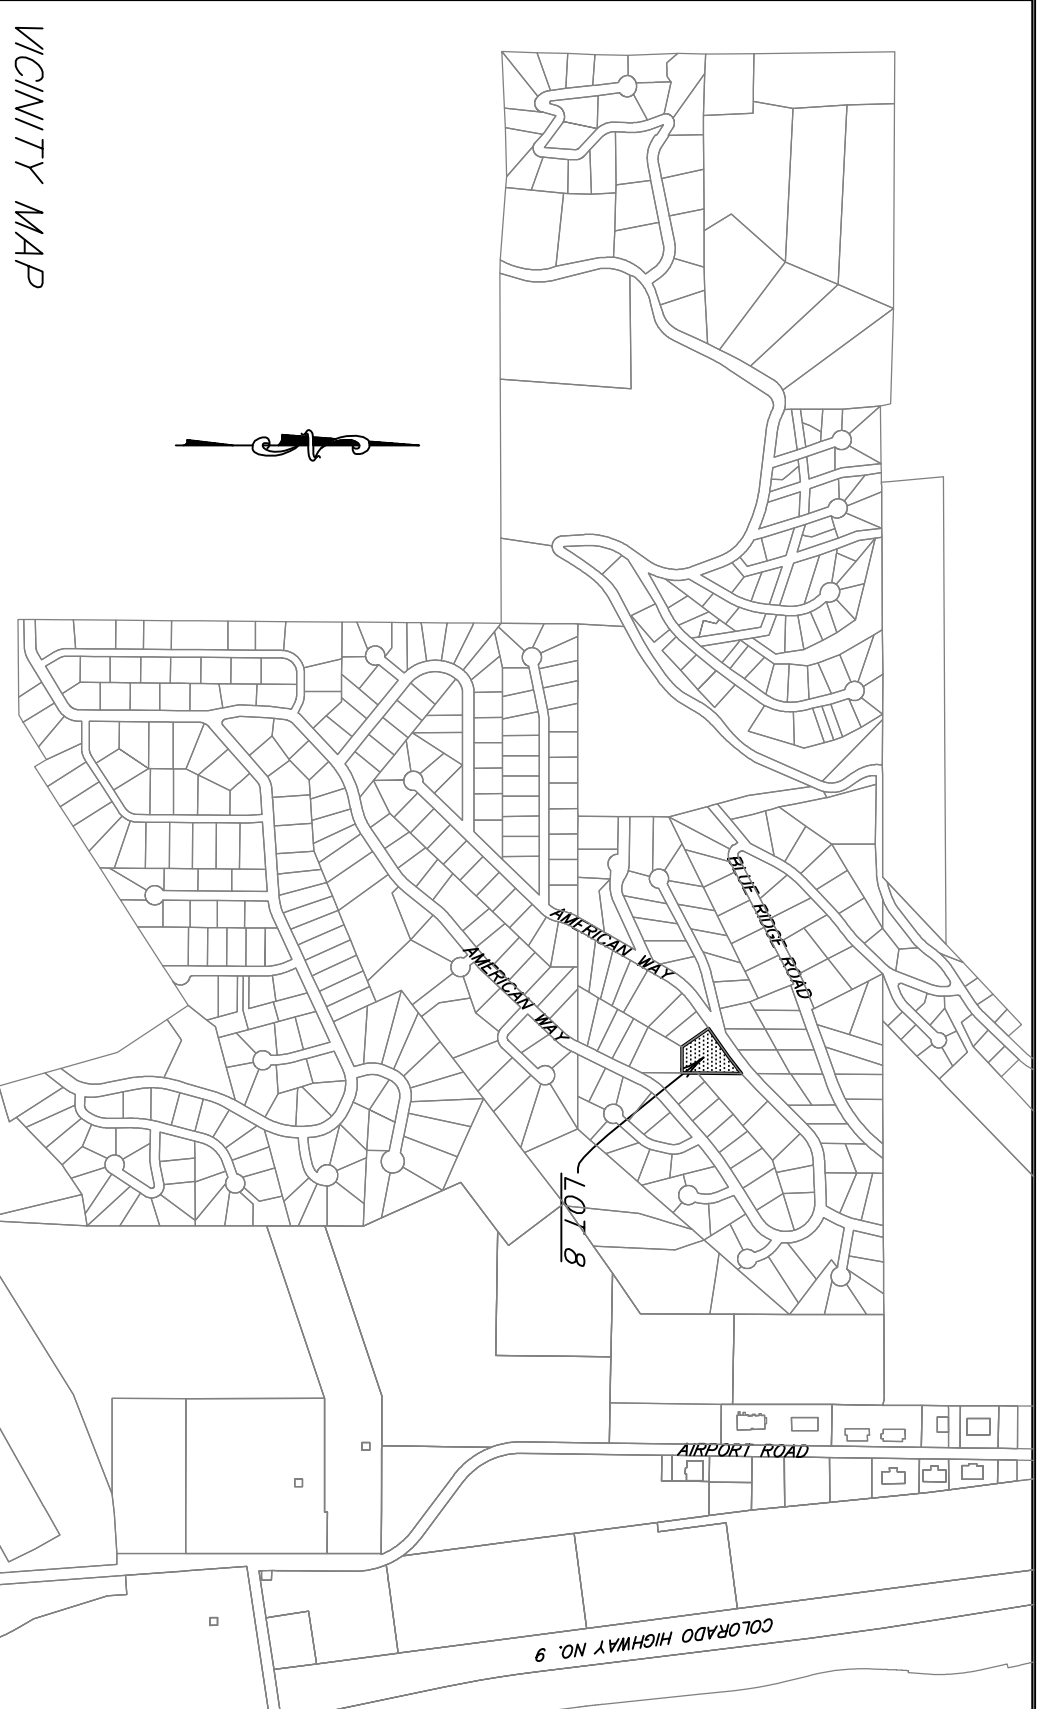 VICINITY MAP
BLUE RIDGE ROAD
AMERICAN WAY
AMERICAN WAY
LOT 8
AIRPORT ROAD
COLORADO HIGHWAY NO. 9